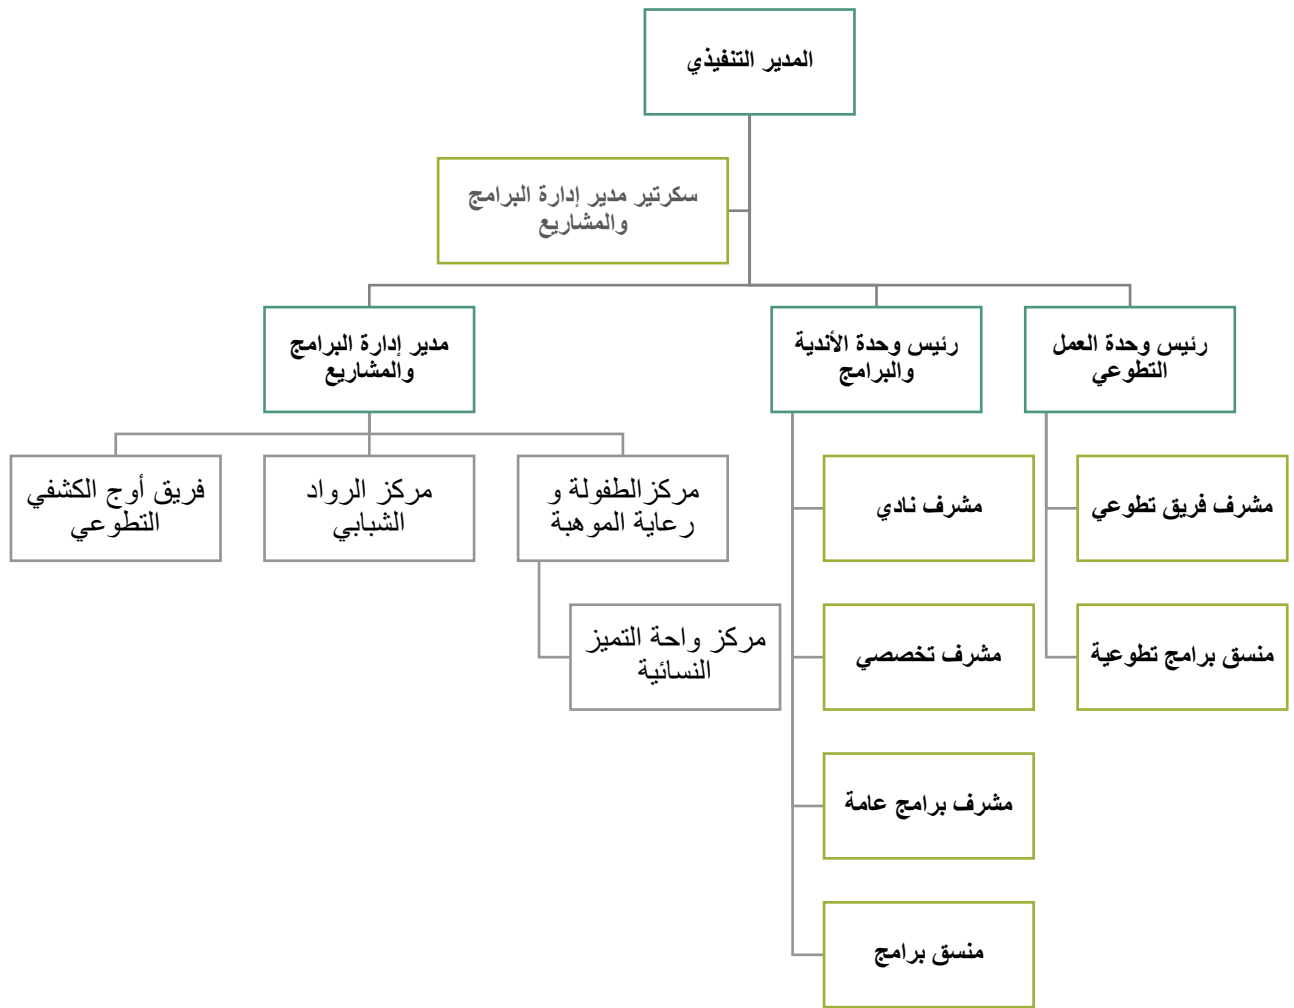 المدير التنفيذي
سكرتير مدير إدارة البرامج
والمشاريع
رئيس وحدة العمل
التطوعي
رئيس وحدة الأندية
والبرامج
مدير إدارة البرامج
والمشاريع
مشرف فريق تطوعي
منسق برامج تطوعية
مشرف نادي
مشرف تخصصي
مشرف برامج عامة
منسق برامج
مركزالطفولة و
رعاية الموهبة
مركز واحة التميز
النسائية
مركز الرواد
الشبابي
فريق أوج الكشفي
التطوعي